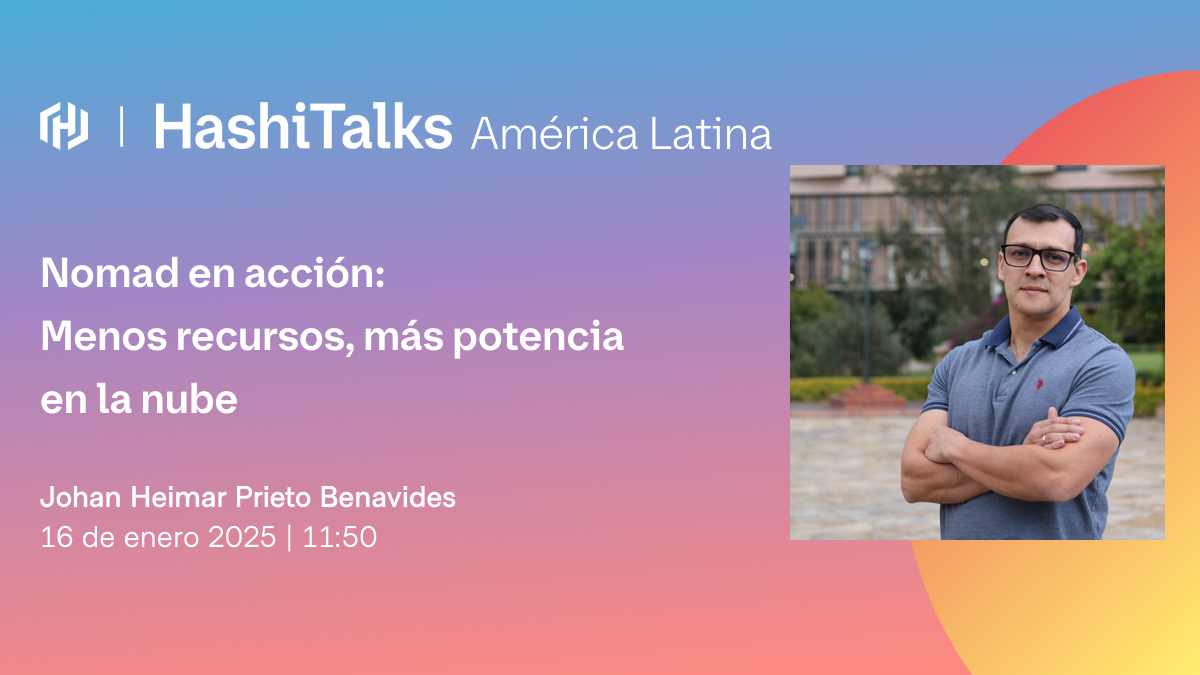 HashiTalks América Latina
Nomad en acción:
Menos recursos, más potencia
en la nube
Johan Heimar Prieto Benavides
16 de enero 2025 | 11:50